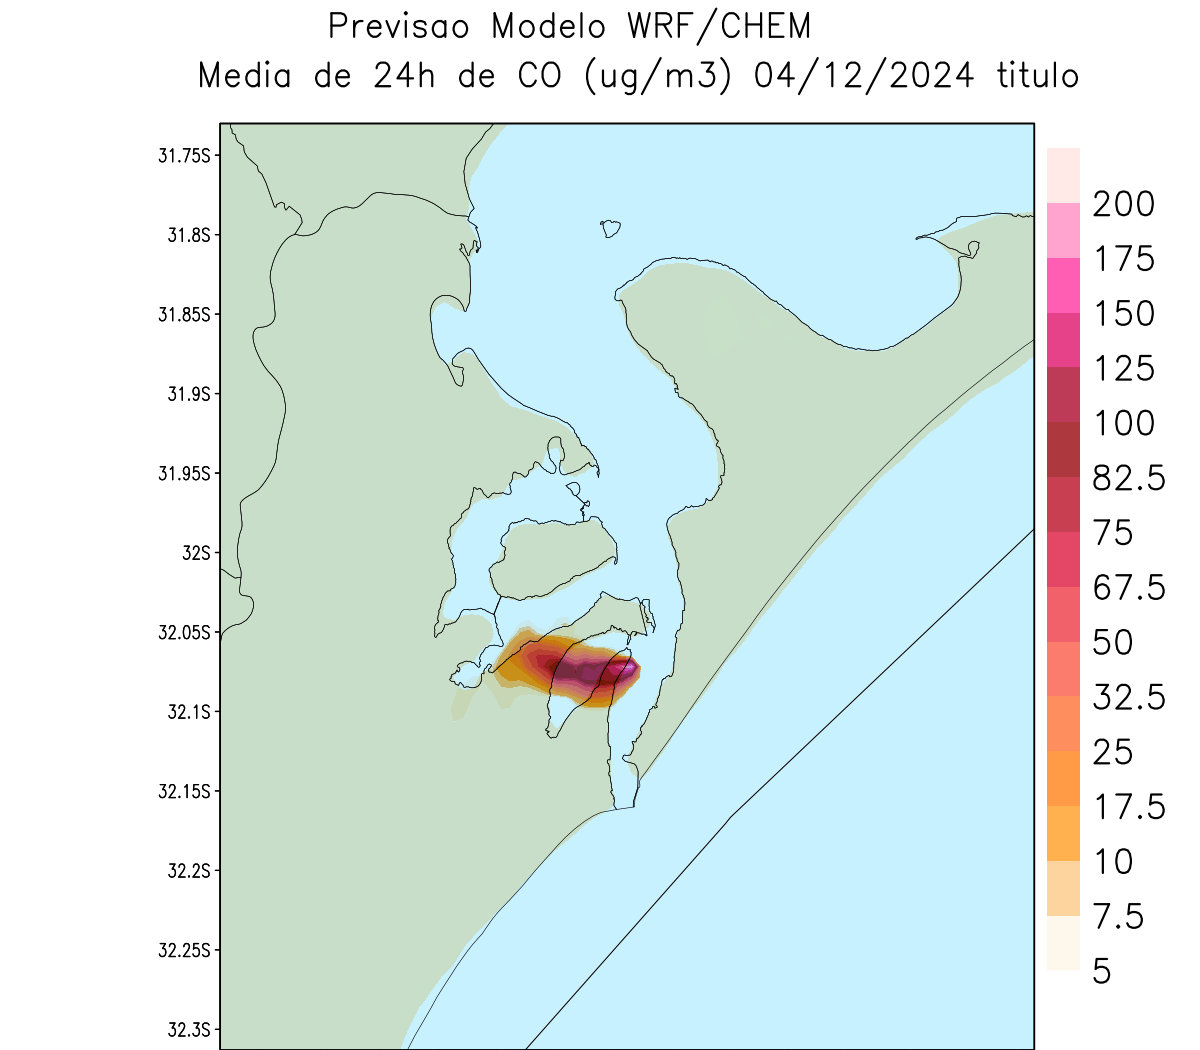 Previsao Modelo WRF/CHEM
Media de 24h de CO (ug/m3) 04/12/2024 titulo
31.75S
31.8S
31.85S
31.9S
31.95S
32S
32.05S
32.1S
32.15S
32.2S
32.25S
32.3S
200
175
150
125
100
82.5
75
67.5
50
32.5
25
17.5
10
7.5
5